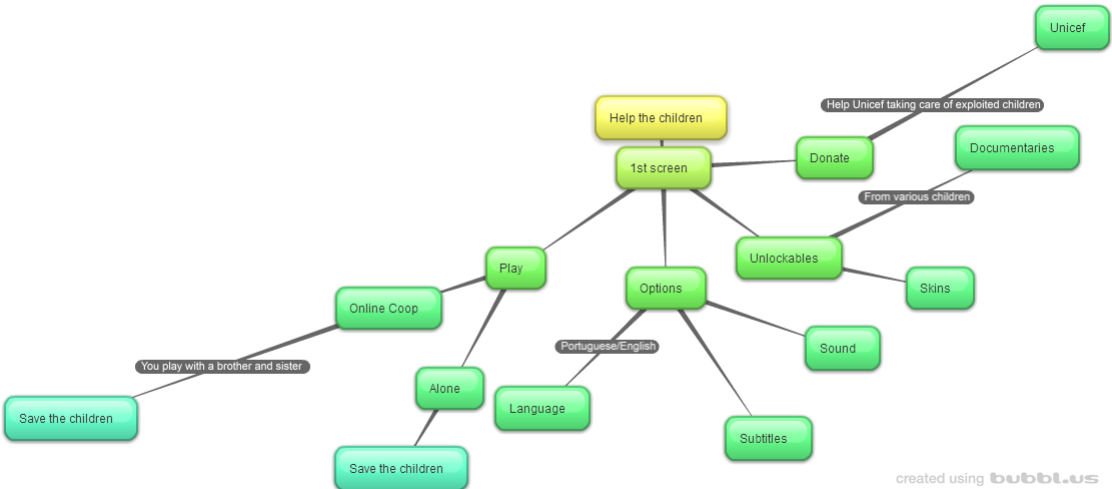 Unicef
Help Unicef taking care of exploited children
Help the children
Documentaries
Donate
1st screen
From various children
Unlockables
Play
Options
Skins
Online Coop
Portuguese/English
Sound
You play with a brother and sister
Alone
Language
Save the children
Subtitles
Save the children
created using bubbl.us